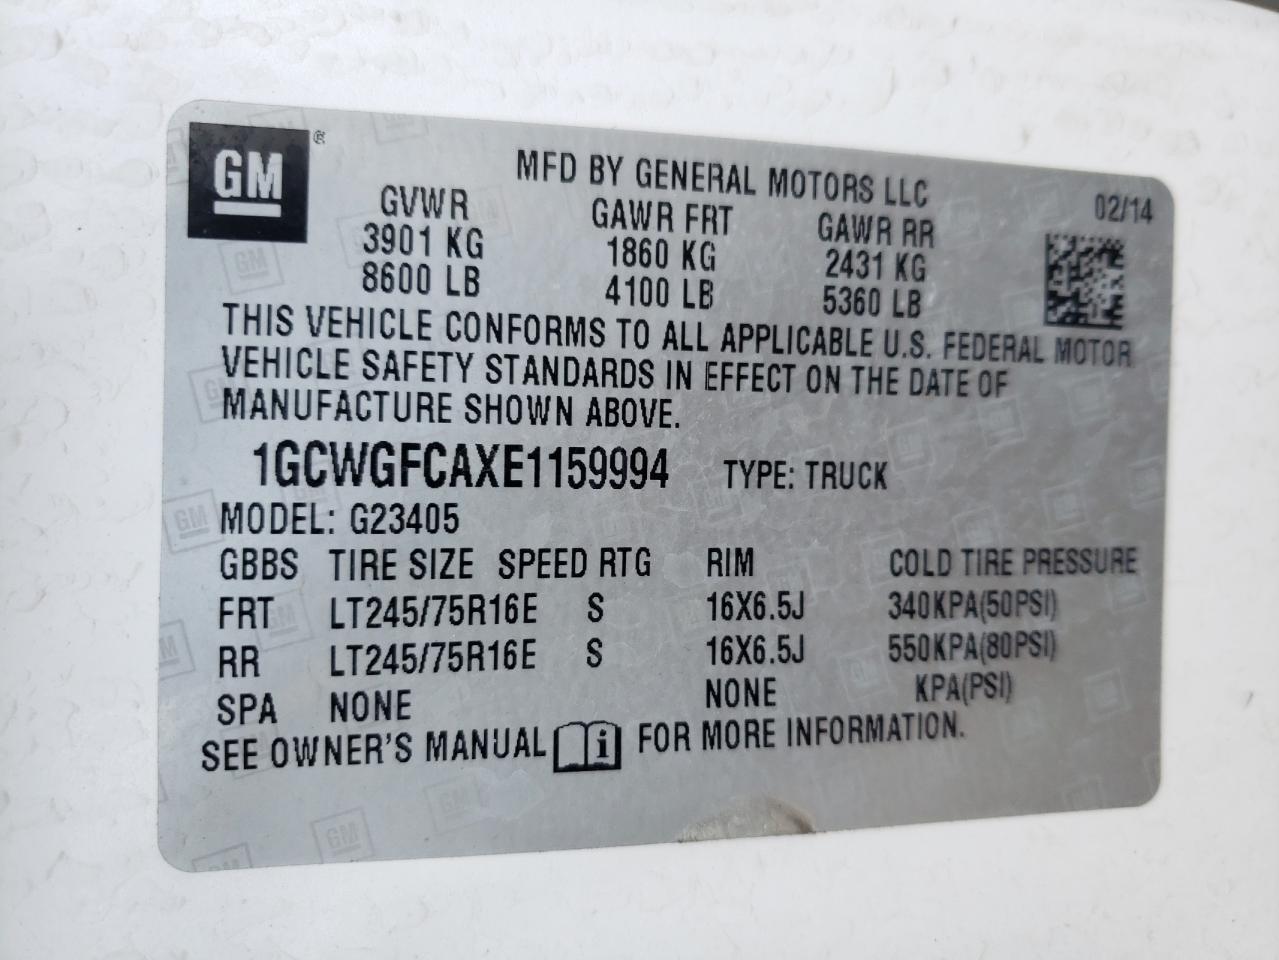 GM ®
MFD BY GENERAL MOTORS LLC
02/14
GVWR GAWR FRT GAWR RR
3901 KG 1860 KG 2431 KG
8600 LB 4100 LB 5360 LB
THIS VEHICLE CONFORMS TO ALL APPLICABLE U.S. FEDERAL MOTOR
VEHICLE SAFETY STANDARDS IN EFFECT ON THE DATE OF
MANUFACTURE SHOWN ABOVE.
1GCWGFCAXE1159994 TYPE: TRUCK
MODEL: G23405
GBBS TIRE SIZE SPEED RTG RIM COLD TIRE PRESSURE
FRT LT245/75R16E S 16X6.5J 340KPA(50PSI)
RR LT245/75R16E S 16X6.5J 550KPA(80PSI)
SPA NONE NONE KPA(PSI)
SEE OWNER'S MANUAL i FOR MORE INFORMATION.